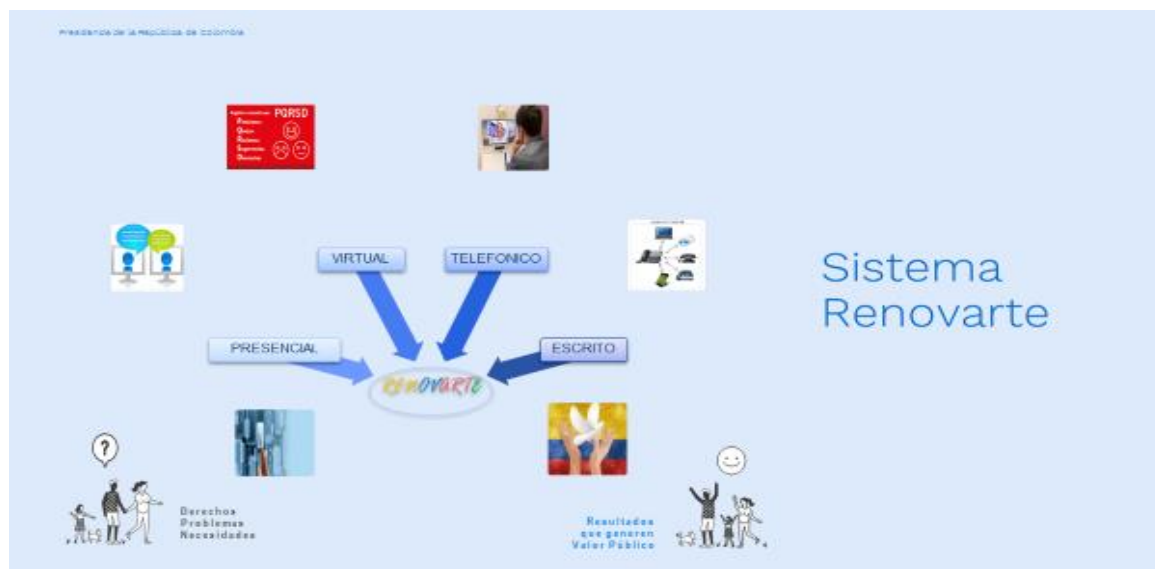 Presidencia de la República de Colombia
PQRSD
VIRTUAL
TELEFONICO
Sistema
Renovarte
PRESENCIAL
ESCRITO
RENOVARTE
?
Derechos
Problemas
Necesidades
Resultados
que generen
Valor Público